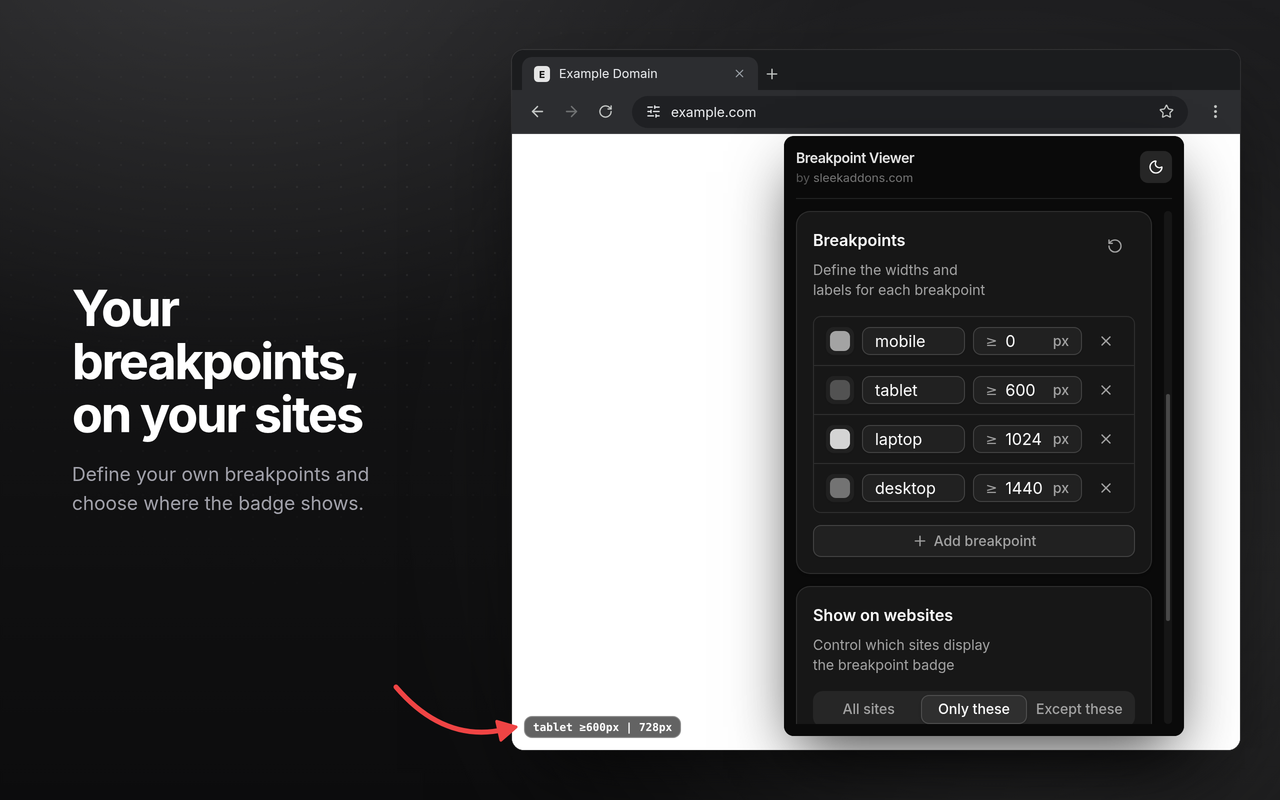 Your
breakpoints,
on your sites
Define your own breakpoints and
choose where the badge shows.
E Example Domain
example.com
Breakpoint Viewer
by sleekaddons.com
Breakpoints
Define the widths and
labels for each breakpoint
mobile ≥ 0 px
tablet ≥ 600 px
laptop ≥ 1024 px
desktop ≥ 1440 px
+ Add breakpoint
Show on websites
Control which sites display
the breakpoint badge
All sites Only these Except these
tablet ≥600px | 728px